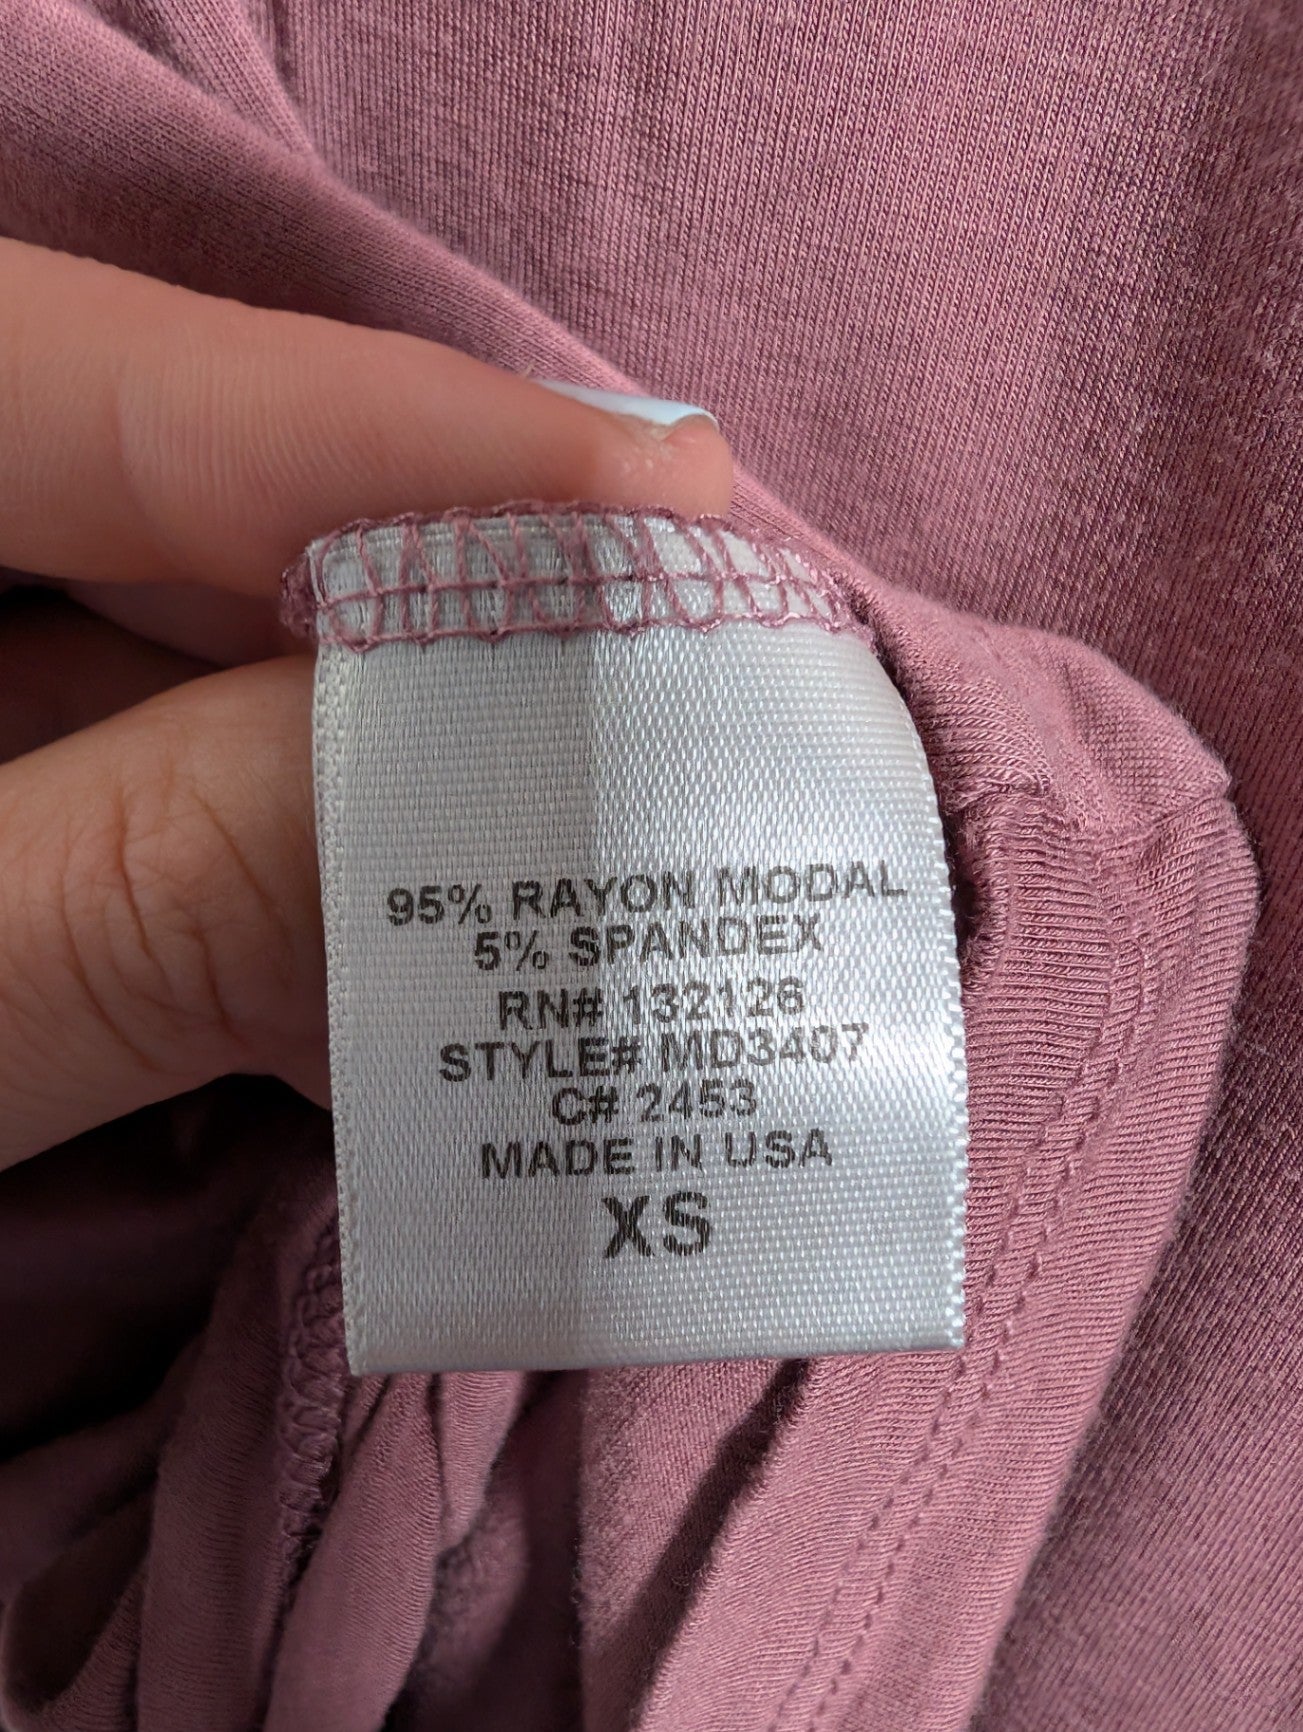 95% RAYON MODAL
5% SPANDEX
RN# 132126
STYLE# MD3407
C# 2453
MADE IN USA
XS